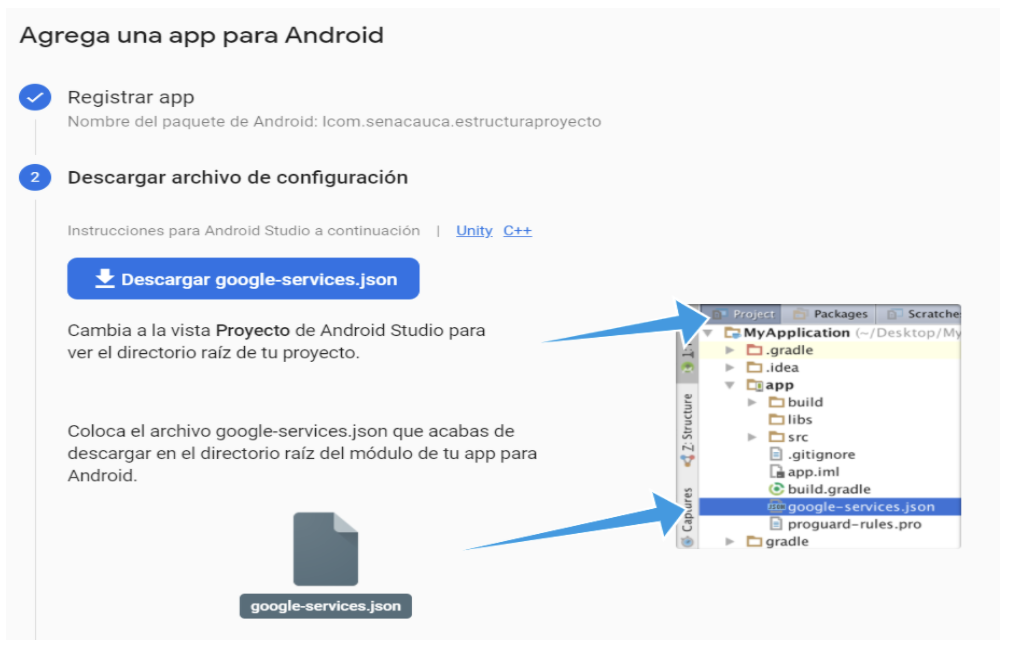 Agrega una app para Android
Registrar app
Nombre del paquete de Android: Icom.senacauca.estructuraproyecto
2
Descargar archivo de configuración
Instrucciones para Android Studio a continuación | Unity C++
Descargar google-services.json
Cambia a la vista Proyecto de Android Studio para
ver el directorio raíz de tu proyecto.
Coloca el archivo google-services.json que acabas de
descargar en el directorio raíz del módulo de tu app para
Android.
google-services.json
Project Packages Scratche
MyApplication (~/Desktop/My
.gradle
.idea
app
build
libs
src
.gitignore
app.iml
build.gradle
google-services.json
proguard-rules.pro
gradle
Z: Structure
Captures